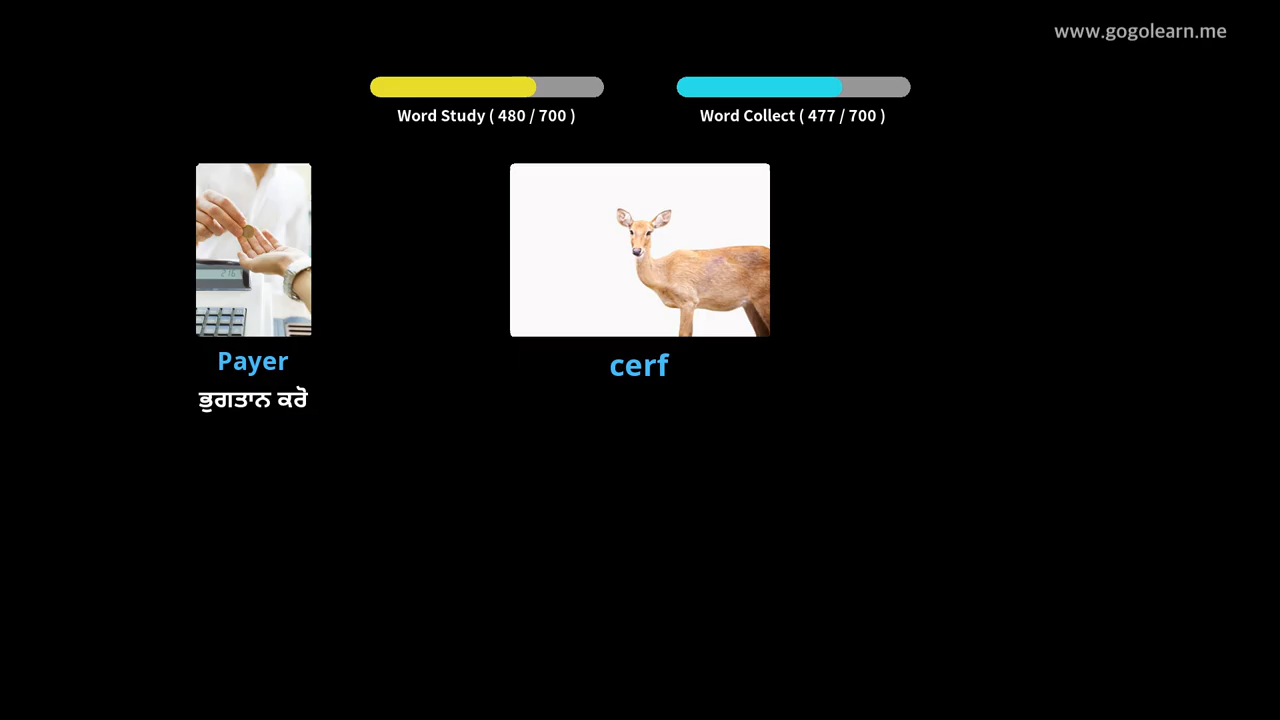 www.gogolearn.me
Word Study ( 480 / 700 )
Word Collect ( 477 / 700 )
Payer
ਭੁਗਤਾਨ ਕਰੋ
cerf